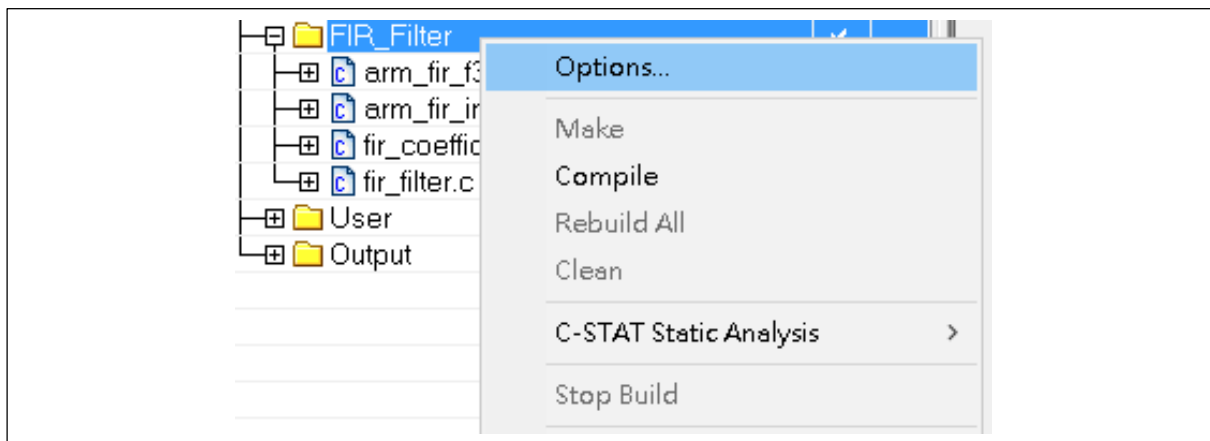 FIR_Filter
arm_fir_f3
arm_fir_ir
fir_coeffic
fir_filter.c
User
Output
Options...
Make
Compile
Rebuild All
Clean
C-STAT Static Analysis
Stop Build